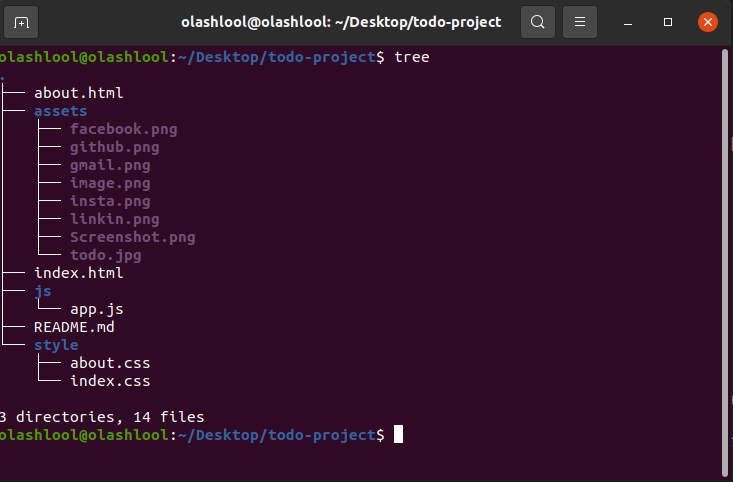 olashlool@olashlool: ~/Desktop/todo-project
olashlool@olashlool:~/Desktop/todo-project$ tree
.
├── about.html
├── assets
│   ├── facebook.png
│   ├── github.png
│   ├── gmail.png
│   ├── image.png
│   ├── insta.png
│   ├── linkin.png
│   ├── Screenshot.png
│   └── todo.jpg
├── index.html
├── js
│   └── app.js
├── README.md
└── style
    ├── about.css
    └── index.css
3 directories, 14 files
olashlool@olashlool:~/Desktop/todo-project$